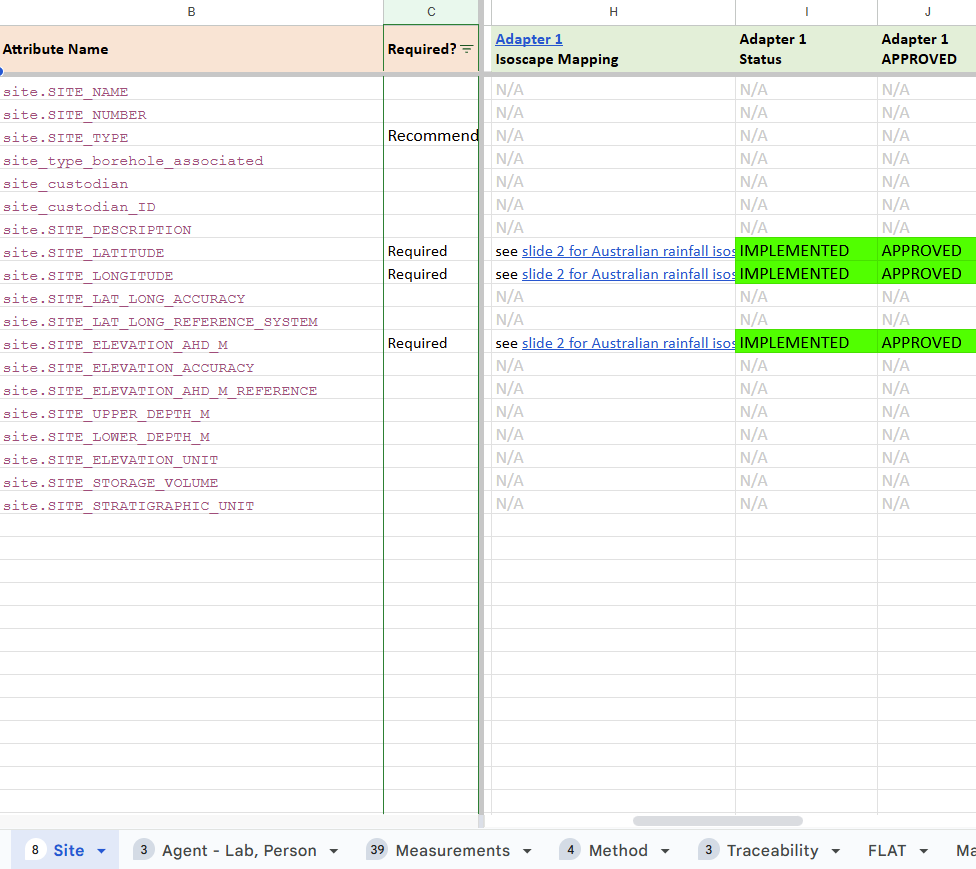 B C H I J
Attribute Name Required? Adapter 1 Isoscape Mapping Adapter 1 Status Adapter 1 APPROVED
site.SITE_NAME N/A N/A N/A
site.SITE_NUMBER N/A N/A N/A
site.SITE_TYPE Recommend N/A N/A N/A
site_type_borehole_associated N/A N/A N/A
site_custodian N/A N/A N/A
site_custodian_ID N/A N/A N/A
site.SITE_DESCRIPTION N/A N/A N/A
site.SITE_LATITUDE Required see slide 2 for Australian rainfall isos IMPLEMENTED APPROVED
site.SITE_LONGITUDE Required see slide 2 for Australian rainfall isos IMPLEMENTED APPROVED
site.SITE_LAT_LONG_ACCURACY N/A N/A N/A
site.SITE_LAT_LONG_REFERENCE_SYSTEM N/A N/A N/A
site.SITE_ELEVATION_AHD_M Required see slide 2 for Australian rainfall isos IMPLEMENTED APPROVED
site.SITE_ELEVATION_ACCURACY N/A N/A N/A
site.SITE_ELEVATION_AHD_M_REFERENCE N/A N/A N/A
site.SITE_UPPER_DEPTH_M N/A N/A N/A
site.SITE_LOWER_DEPTH_M N/A N/A N/A
site.SITE_ELEVATION_UNIT N/A N/A N/A
site.SITE_STORAGE_VOLUME N/A N/A N/A
site.SITE_STRATIGRAPHIC_UNIT N/A N/A N/A
8 Site 3 Agent - Lab, Person 39 Measurements 4 Method 3 Traceability FLAT Ma